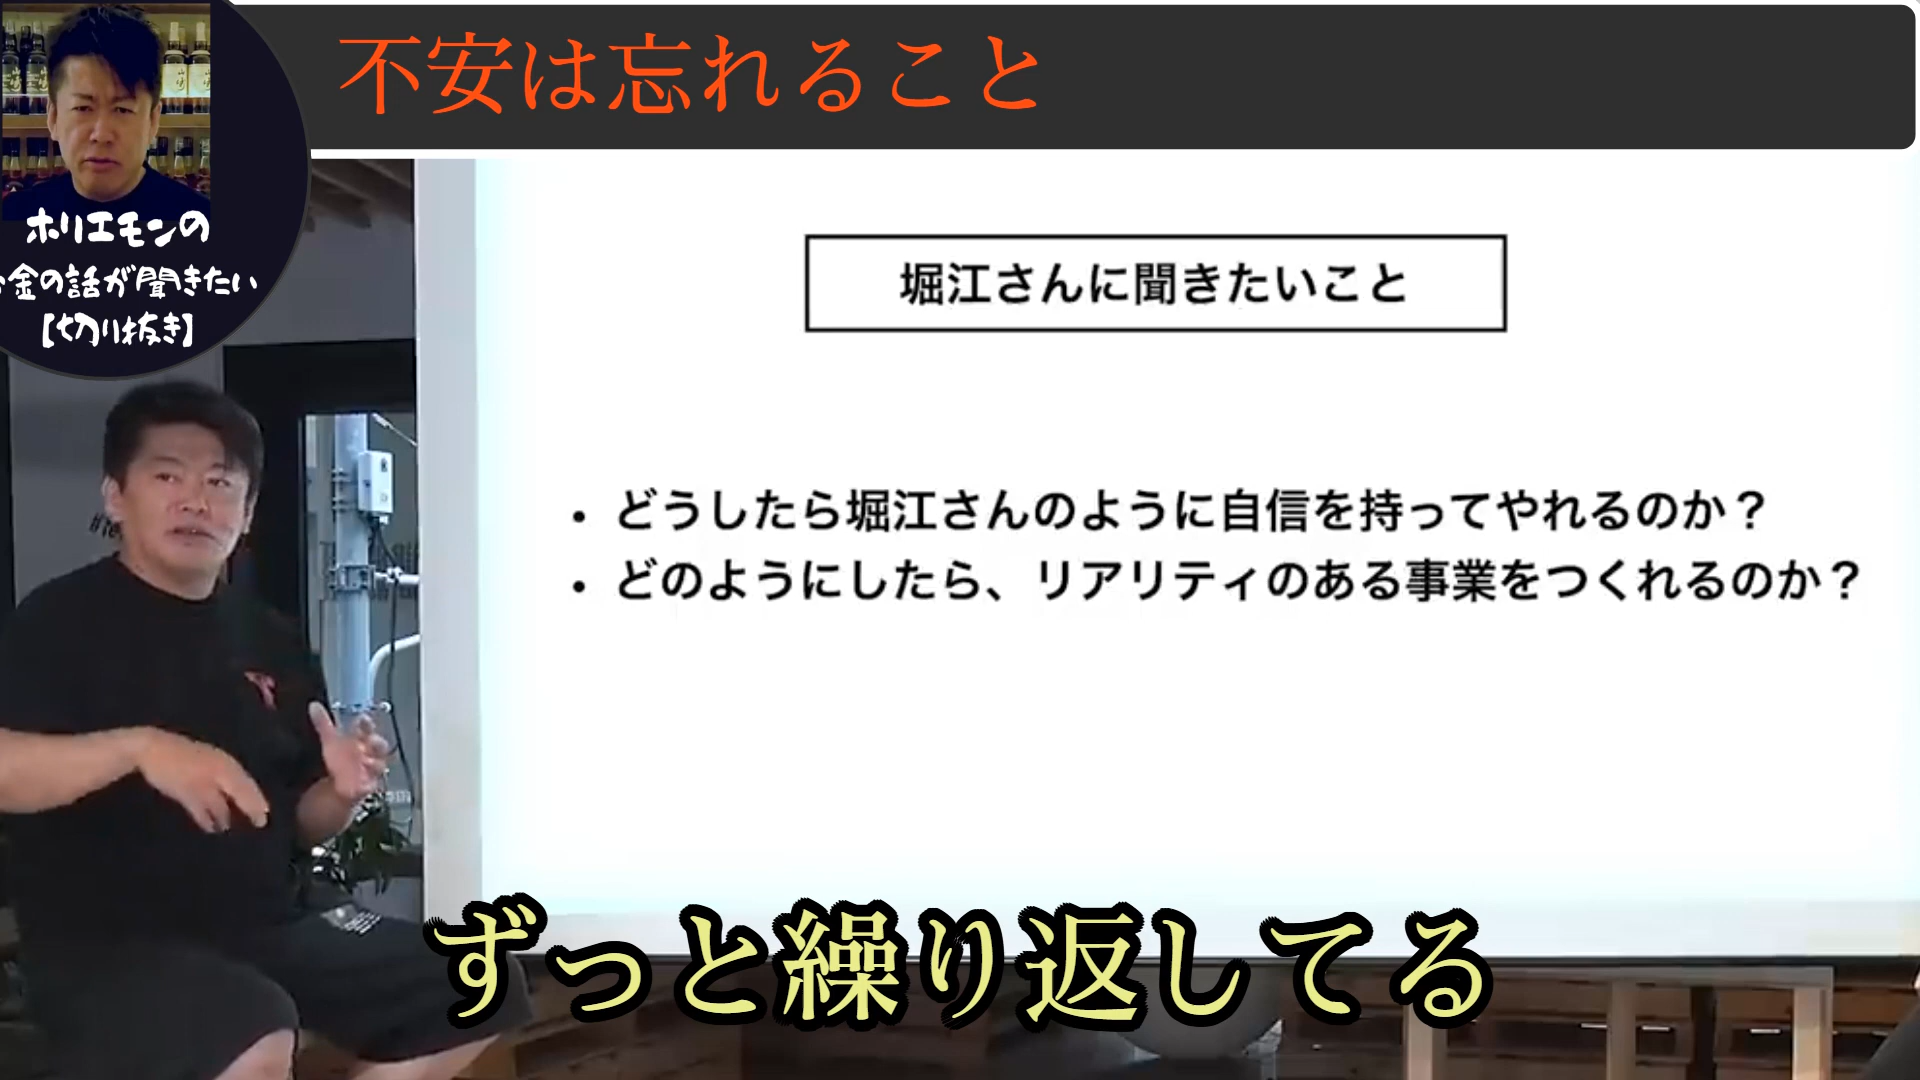 不安は忘れること
ホリエモンの
金の話が聞きたい
【切り抜き】
堀江さんに聞きたいこと
• どうしたら堀江さんのように自信を持ってやれるのか？
• どのようにしたら、リアリティのある事業をつくれるのか？
ずっと繰り返してる